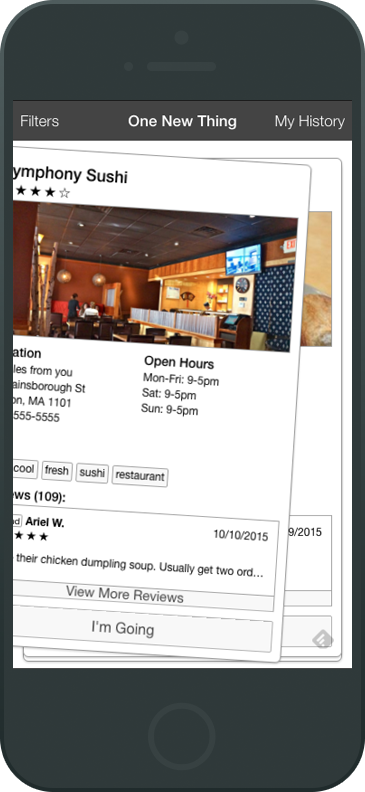 Filters One New Thing My History
ymphony Sushi
★ ★ ★ ☆
EXIT
ation
les from you
ainsborough St
on, MA 1101
555-5555
Open Hours
Mon-Fri: 9-5pm
Sat: 9-5pm
Sun: 9-5pm
cool fresh sushi restaurant
ws (109):
nd Ariel W. 10/10/2015
★ ★ ★
their chicken dumpling soup. Usually get two ord...
View More Reviews
I'm Going
9/2015